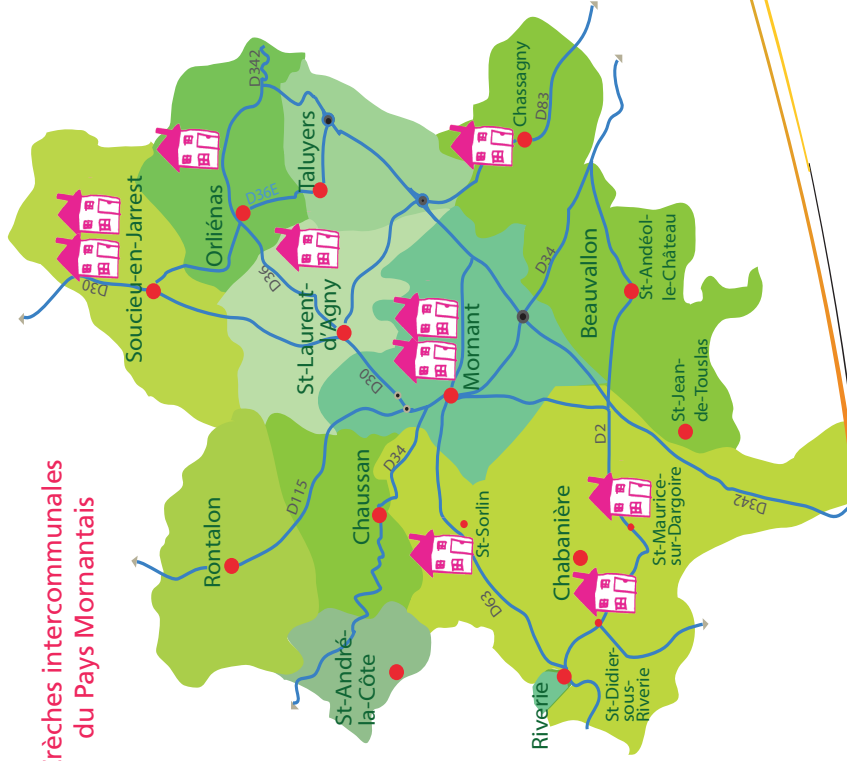 rèches intercommunales
du Pays Mornantais
D342
Chassagny
D83
Taluyers
Orliénas
D36E
Soucieu-en-Jarrest
D30
D36
St-Laurent-
d'Agny
D34
Beauvallon
St-Andéol-
le-Château
Mornant
D30
St-Jean-
de-Touslas
D2
D34
D115
Chaussan
Rontalon
St-Sorlin
D342
St-Maurice-
sur-Dargoire
Chabanière
D63
St-André-
la-Côte
Riverie
St-Didier-
sous-
Riverie